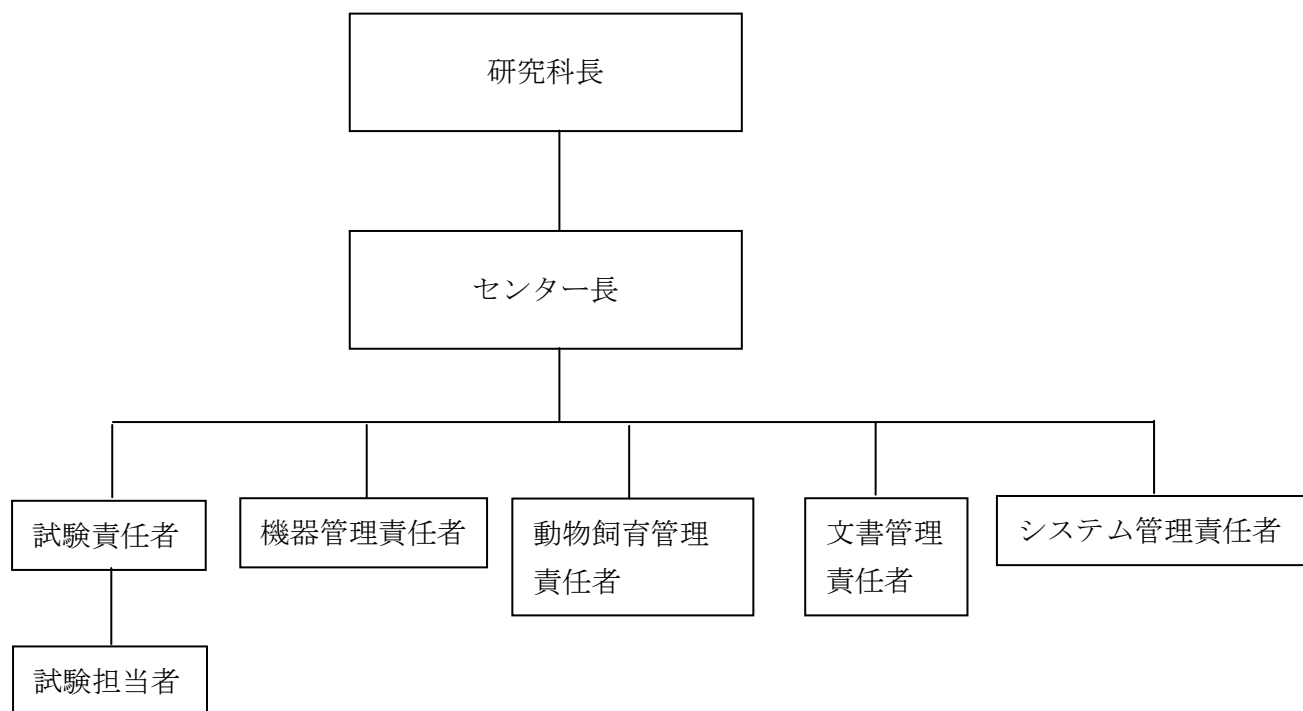 研究科長
センター長
試験責任者
機器管理責任者
動物飼育管理
責任者
文書管理
責任者
システム管理責任者
試験担当者